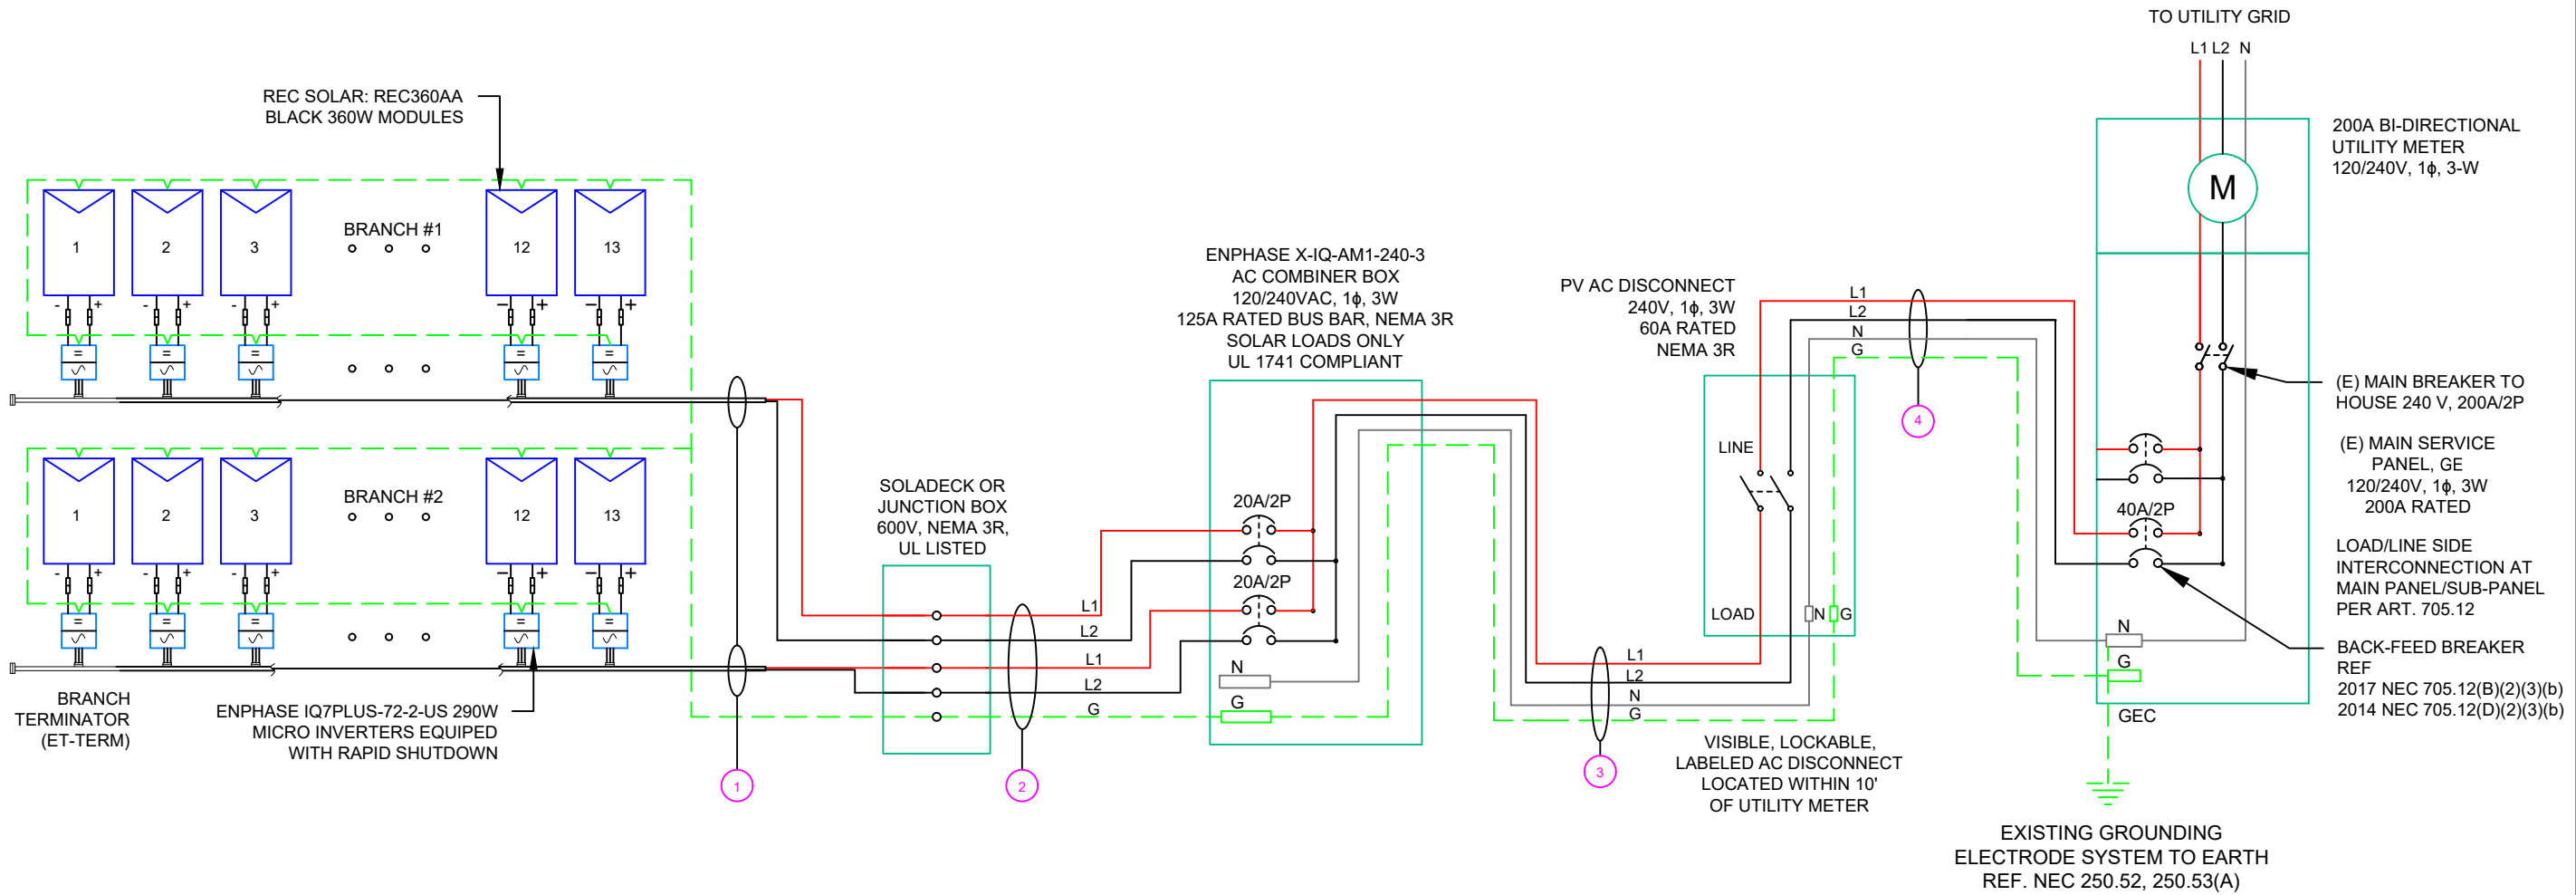 TO UTILITY GRID
L1 L2 N
REC SOLAR: REC360AA
BLACK 360W MODULES
200A BI-DIRECTIONAL
UTILITY METER
120/240V, 1ϕ, 3-W
M
1
2
3
BRANCH #1
12
13
- +
- +
- +
- +
- +
=
=
=
=
=
ENPHASE X-IQ-AM1-240-3
AC COMBINER BOX
120/240VAC, 1ϕ, 3W
125A RATED BUS BAR, NEMA 3R
SOLAR LOADS ONLY
UL 1741 COMPLIANT
PV AC DISCONNECT
240V, 1ϕ, 3W
60A RATED
NEMA 3R
L1
L2
N
G
4
(E) MAIN BREAKER TO
HOUSE 240 V, 200A/2P
(E) MAIN SERVICE
PANEL, GE
120/240V, 1ϕ, 3W
200A RATED
40A/2P
LOAD/LINE SIDE
INTERCONNECTION AT
MAIN PANEL/SUB-PANEL
PER ART. 705.12
BACK-FEED BREAKER
REF
2017 NEC 705.12(B)(2)(3)(b)
2014 NEC 705.12(D)(2)(3)(b)
N
G
GEC
1
2
3
BRANCH #2
12
13
- +
- +
- +
- +
- +
=
=
=
=
=
SOLADECK OR
JUNCTION BOX
600V, NEMA 3R,
UL LISTED
20A/2P
20A/2P
L1
L2
L1
L2
G
N
G
LINE
LOAD
N G
L1
L2
N
G
BRANCH
TERMINATOR
(ET-TERM)
ENPHASE IQ7PLUS-72-2-US 290W
MICRO INVERTERS EQUIPED
WITH RAPID SHUTDOWN
1
2
3
VISIBLE, LOCKABLE,
LABELED AC DISCONNECT
LOCATED WITHIN 10'
OF UTILITY METER
EXISTING GROUNDING
ELECTRODE SYSTEM TO EARTH
REF. NEC 250.52, 250.53(A)